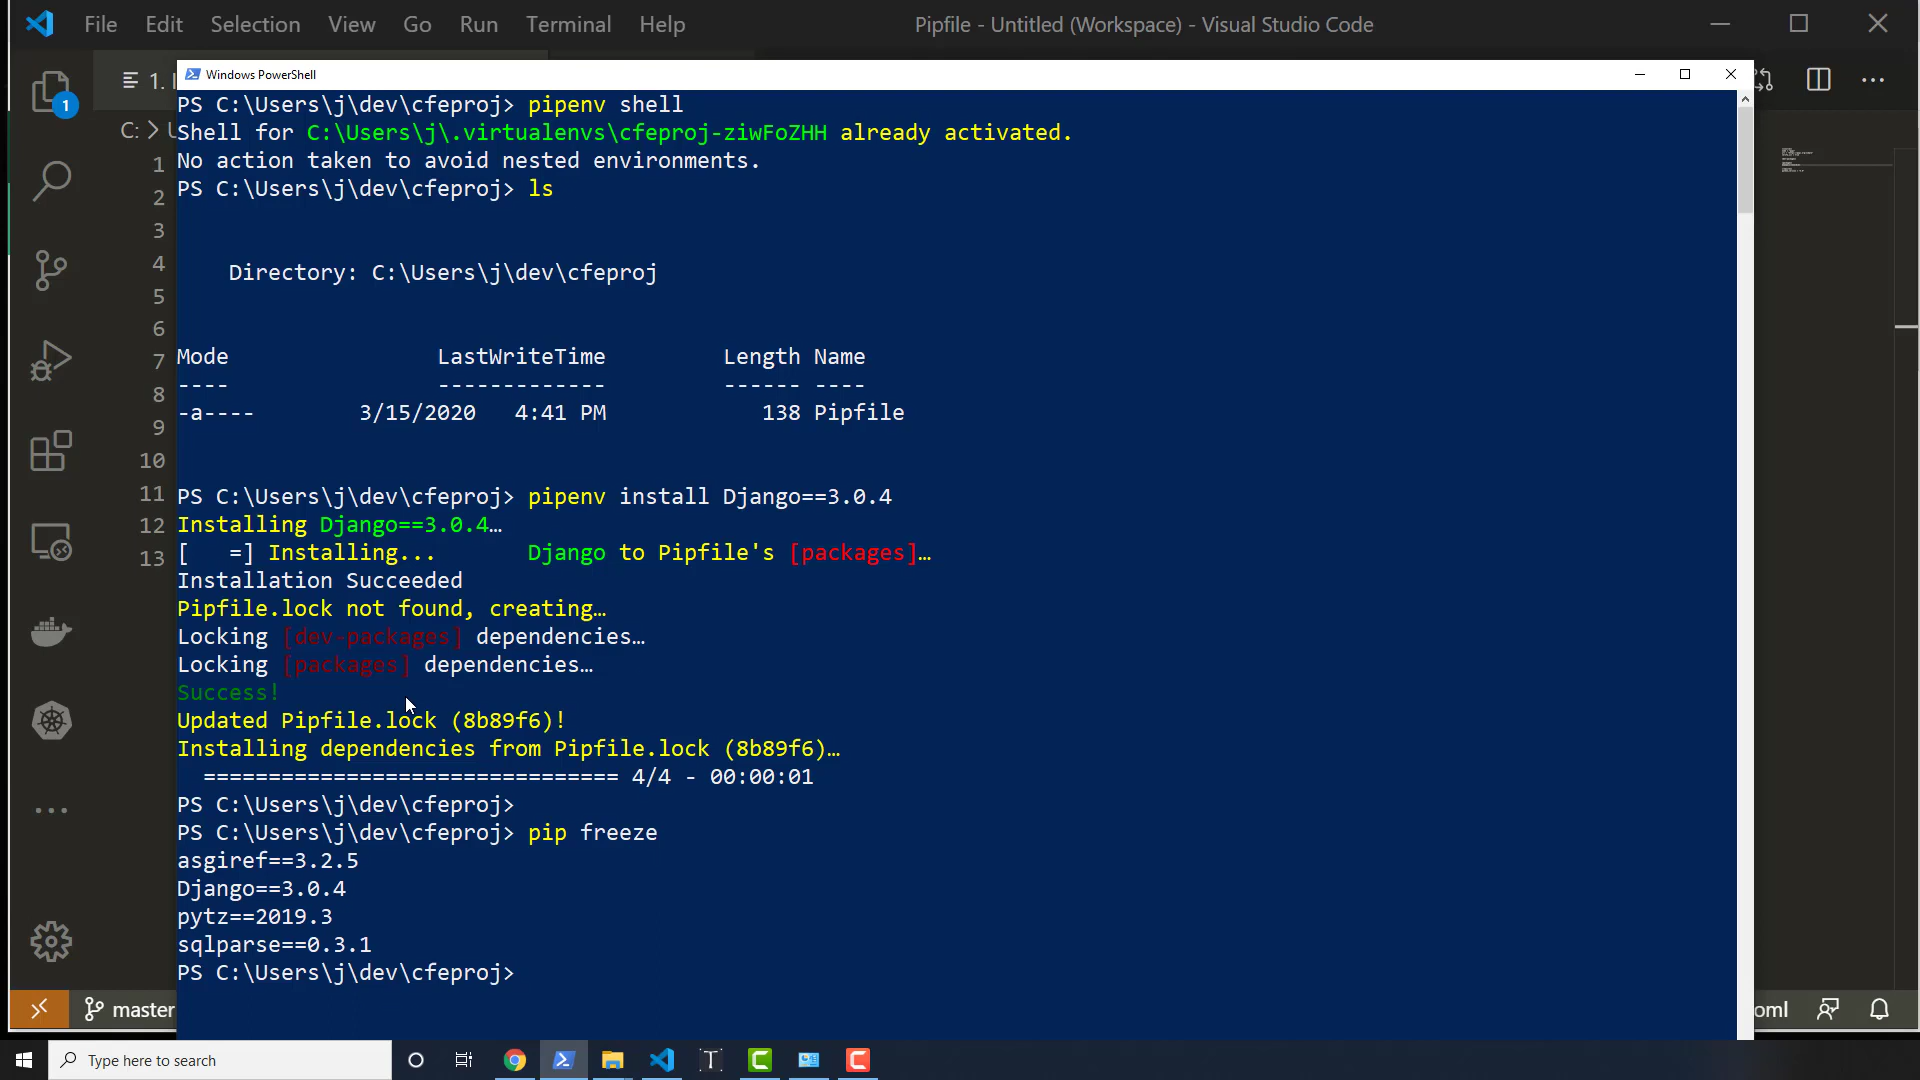 File Edit Selection View Go Run Terminal Help
Pipfile - Untitled (Workspace) - Visual Studio Code
1
1.
Windows PowerShell
C:
1
2
3
4
5
6
7
8
9
10
11
12
13
PS C:\Users\j\dev\cfeproj> pipenv shell
Shell for C:\Users\j\.virtualenvs\cfeproj-ziwFoZHH already activated.
No action taken to avoid nested environments.
PS C:\Users\j\dev\cfeproj> ls
Directory: C:\Users\j\dev\cfeproj
Mode LastWriteTime Length Name
---- ------------- ------ ----
-a---- 3/15/2020 4:41 PM 138 Pipfile
PS C:\Users\j\dev\cfeproj> pipenv install Django==3.0.4
Installing Django==3.0.4…
[ =] Installing... Django to Pipfile's [packages]…
Installation Succeeded
Pipfile.lock not found, creating…
Locking [dev-packages] dependencies…
Locking [packages] dependencies…
Success!
Updated Pipfile.lock (8b89f6)!
Installing dependencies from Pipfile.lock (8b89f6)…
================================ 4/4 - 00:00:01
PS C:\Users\j\dev\cfeproj>
PS C:\Users\j\dev\cfeproj> pip freeze
asgiref==3.2.5
Django==3.0.4
pytz==2019.3
sqlparse==0.3.1
PS C:\Users\j\dev\cfeproj>
master
oml
Type here to search